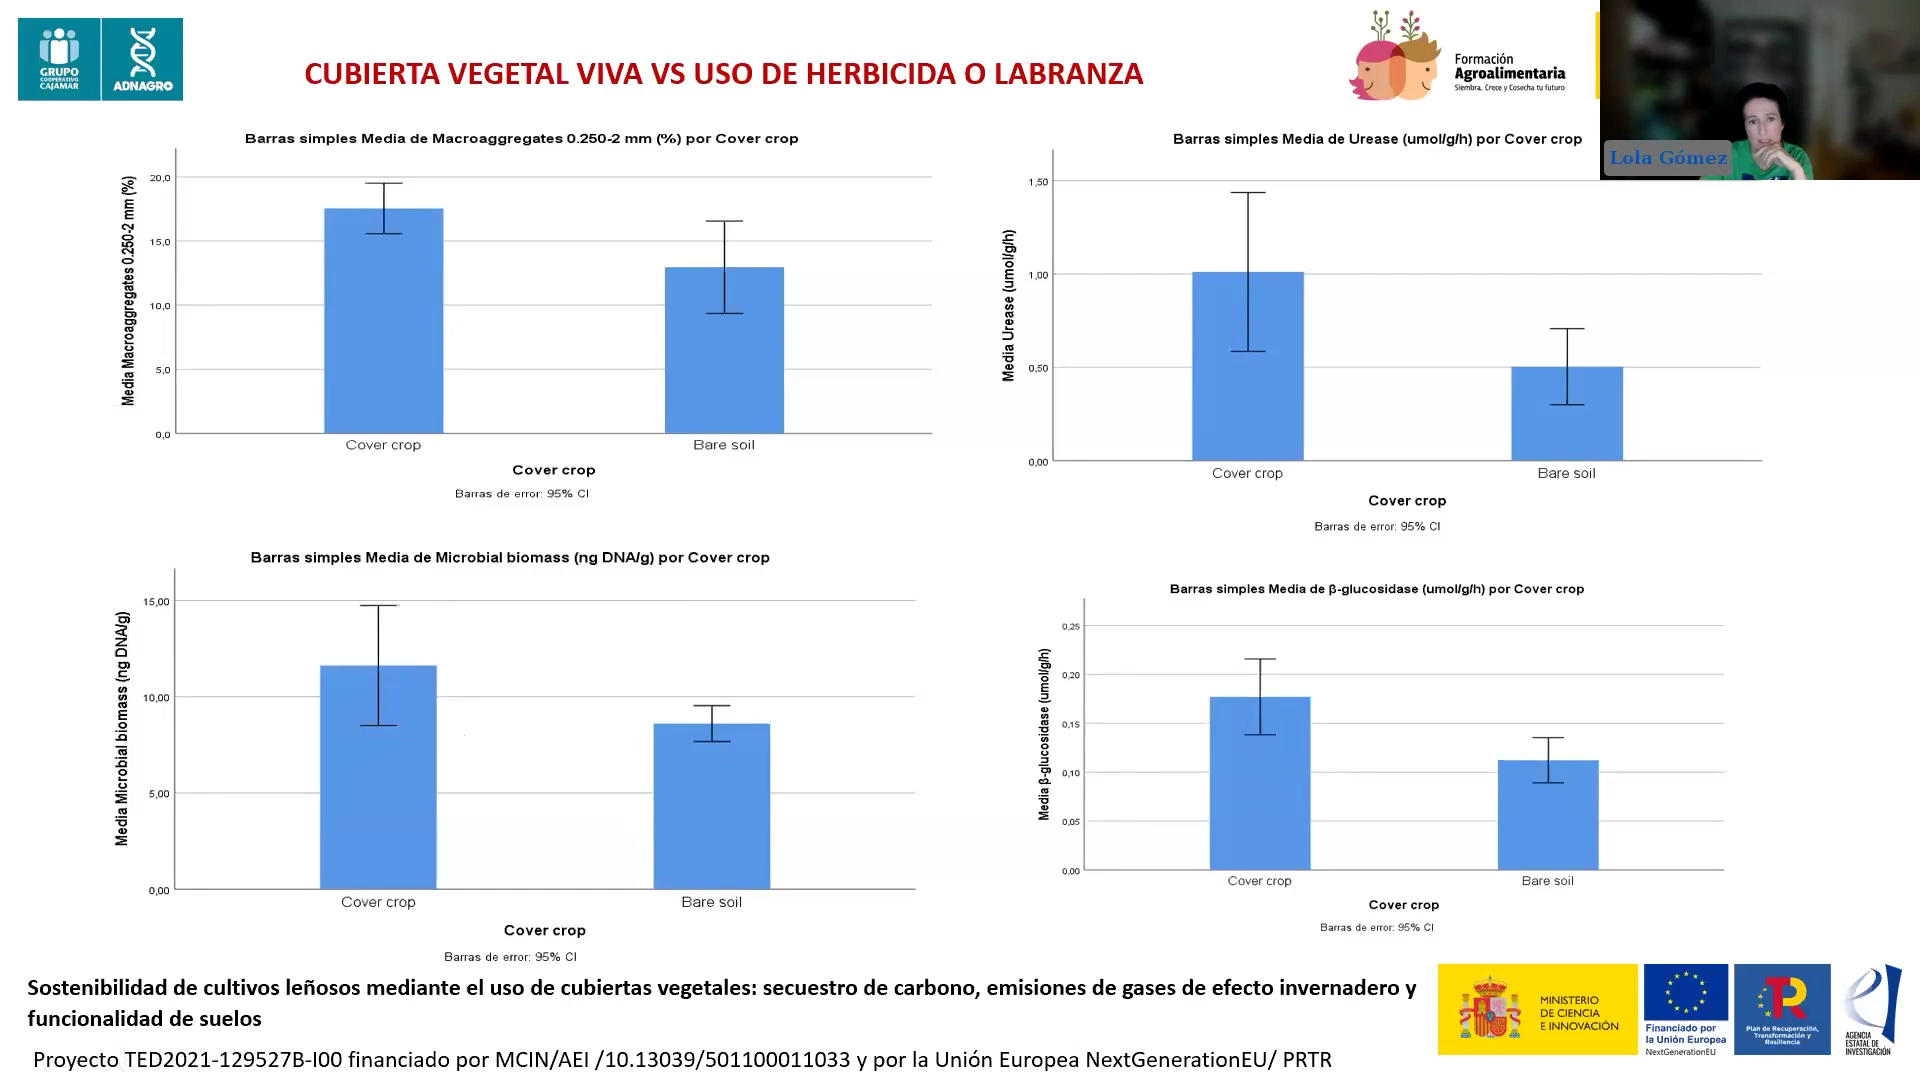 GRUPO
COOPERATIVO
CAJAMAR
ADNAGRO
CUBIERTA VEGETAL VIVA VS USO DE HERBICIDA O LABRANZA
Formación
Agroalimentaria
Siembra, Crece y Cosecha tu futuro
Lola Gómez
Barras simples Media de Macroaggregates 0.250-2 mm (%) por Cover crop
Media Macroaggregates 0.250-2 mm (%)
20,0
15,0
10,0
5,0
0,0
Cover crop
Bare soil
Cover crop
Barras de error: 95% CI
Barras simples Media de Urease (umol/g/h) por Cover crop
Media Urease (umol/g/h)
1,50
1,00
0,50
0,00
Cover crop
Bare soil
Cover crop
Barras de error: 95% CI
Barras simples Media de Microbial biomass (ng DNA/g) por Cover crop
Media Microbial biomass (ng DNA/g)
15,00
10,00
5,00
0,00
Cover crop
Bare soil
Cover crop
Barras de error: 95% CI
Barras simples Media de β-glucosidase (umol/g/h) por Cover crop
Media β-glucosidase (umol/g/h)
0,25
0,20
0,15
0,10
0,05
0,00
Cover crop
Bare soil
Cover crop
Barras de error: 95% CI
Sostenibilidad de cultivos leñosos mediante el uso de cubiertas vegetales: secuestro de carbono, emisiones de gases de efecto invernadero y
funcionalidad de suelos
Proyecto TED2021-129527B-I00 financiado por MCIN/AEI /10.13039/501100011033 y por la Unión Europea NextGenerationEU/ PRTR
MINISTERIO
DE CIENCIA
E INNOVACIÓN
Financiado por
la Unión Europea
NextGenerationEU
Plan de Recuperación,
Transformación y
Resiliencia
AGENCIA
ESTATAL DE
INVESTIGACIÓN